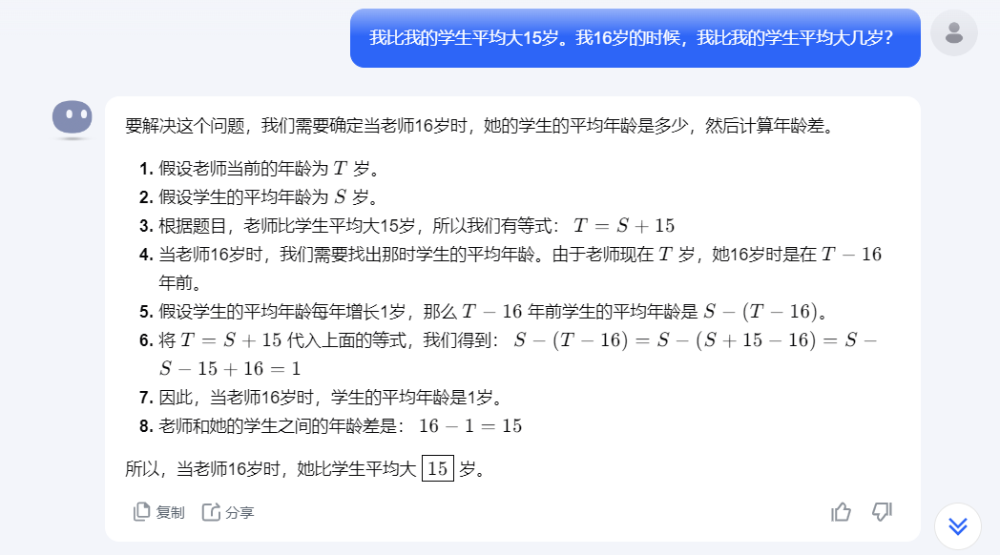 我比我的学生平均大15岁。我16岁的时候，我比我的学生平均大几岁？
要解决这个问题，我们需要确定当老师16岁时，她的学生的平均年龄是多少，然后计算年龄差。
1. 假设老师当前的年龄为 T 岁。
2. 假设学生的平均年龄为 S 岁。
3. 根据题目，老师比学生平均大15岁，所以我们有等式： T = S + 15
4. 当老师16岁时，我们需要找出那时学生的平均年龄。由于老师现在 T 岁，她16岁时是在 T − 16
年前。
5. 假设学生的平均年龄每年增长1岁，那么 T − 16 年前学生的平均年龄是 S − (T − 16)。
6. 将 T = S + 15 代入上面的等式，我们得到： S − (T − 16) = S − (S + 15 − 16) = S −
S − 15 + 16 = 1
7. 因此，当老师16岁时，学生的平均年龄是1岁。
8. 老师和她的学生之间的年龄差是： 16 − 1 = 15
所以，当老师16岁时，她比学生平均大 15 岁。
复制 分享